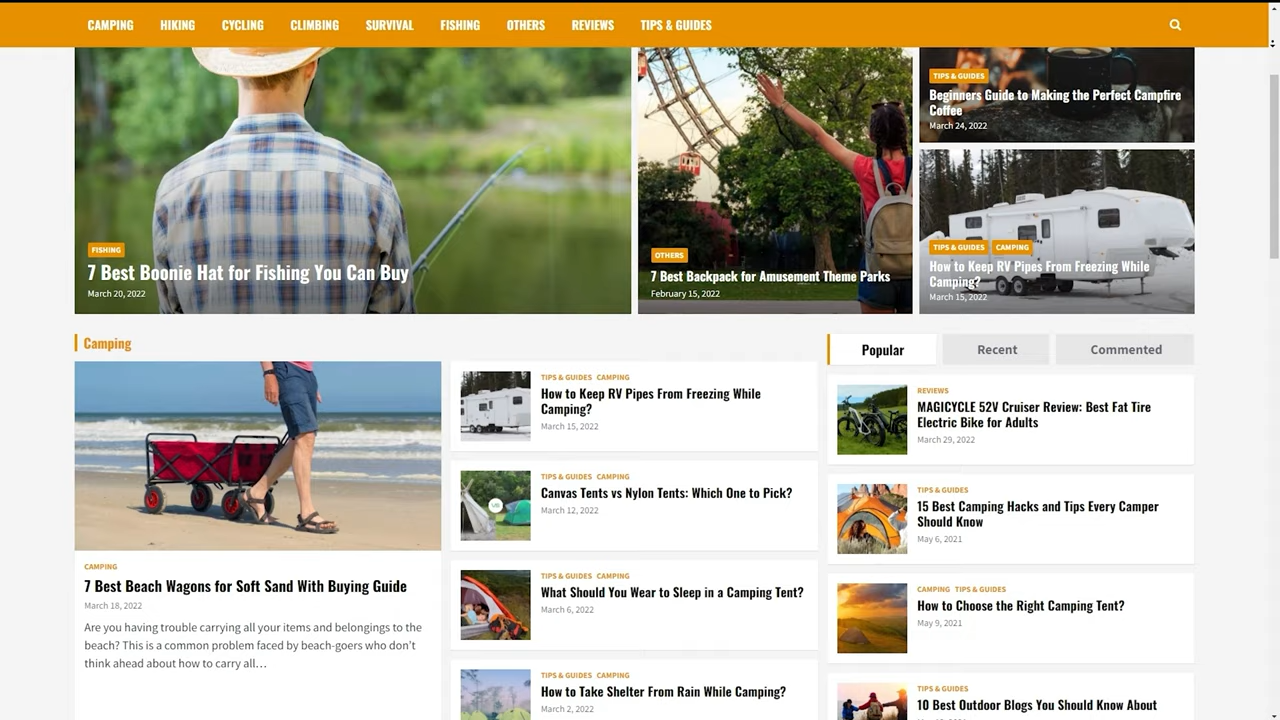 CAMPING HIKING CYCLING CLIMBING SURVIVAL FISHING OTHERS REVIEWS TIPS & GUIDES
FISHING
7 Best Boonie Hat for Fishing You Can Buy
March 20, 2022
OTHERS
7 Best Backpack for Amusement Theme Parks
February 15, 2022
TIPS & GUIDES
Beginners Guide to Making the Perfect Campfire
Coffee
March 24, 2022
TIPS & GUIDES CAMPING
How to Keep RV Pipes From Freezing While
Camping?
March 15, 2022
Camping
CAMPING
7 Best Beach Wagons for Soft Sand With Buying Guide
March 18, 2022
Are you having trouble carrying all your items and belongings to the
beach? This is a common problem faced by beach-goers who don't
think ahead about how to carry all…
TIPS & GUIDES CAMPING
How to Keep RV Pipes From Freezing While
Camping?
March 15, 2022
VS
TIPS & GUIDES CAMPING
Canvas Tents vs Nylon Tents: Which One to Pick?
March 12, 2022
TIPS & GUIDES CAMPING
What Should You Wear to Sleep in a Camping Tent?
March 6, 2022
TIPS & GUIDES CAMPING
How to Take Shelter From Rain While Camping?
March 2, 2022
Popular Recent Commented
REVIEWS
MAGICYCLE 52V Cruiser Review: Best Fat Tire
Electric Bike for Adults
March 29, 2022
TIPS & GUIDES
15 Best Camping Hacks and Tips Every Camper
Should Know
May 6, 2021
CAMPING TIPS & GUIDES
How to Choose the Right Camping Tent?
May 9, 2021
TIPS & GUIDES
10 Best Outdoor Blogs You Should Know About